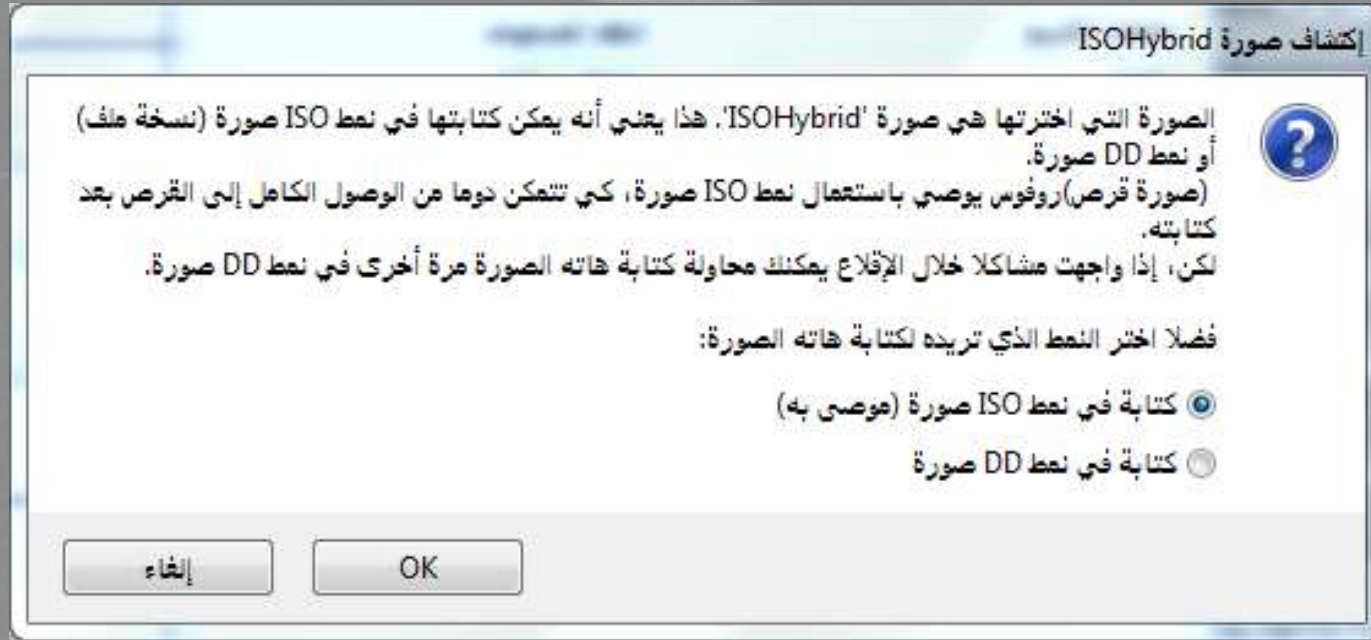 إكتشاف صورة ISOHybrid
الصورة التي اخترتها هي صورة 'ISOHybrid'. هذا يعني أنه يمكن كتابتها في نمط ISO صورة (نسخة ملف)
أو نمط DD صورة.
(صورة قرص)روفوس يوصي باستعمال نمط ISO صورة، كي تتمكن دوما من الوصول الكامل إلى القرص بعد
كتابته.
لكن، إذا واجهت مشاكلا خلال الإقلاع يمكنك محاولة كتابة هاته الصورة مرة أخرى في نمط DD صورة.
فضلا اختر النمط الذي تريده لكتابة هاته الصورة:
كتابة في نمط ISO صورة (موصى به)
كتابة في نمط DD صورة
OK
إلغاء